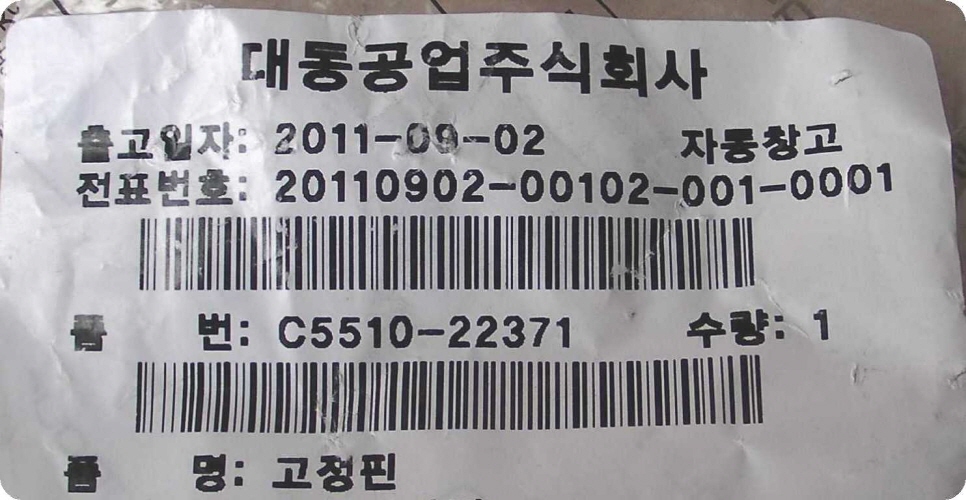 대동공업주식회사
출고일자: 2011-09-02 자동창고
전표번호: 20110902-00102-001-0001
품 번: C5510-22371 수량: 1
품 명: 고정핀